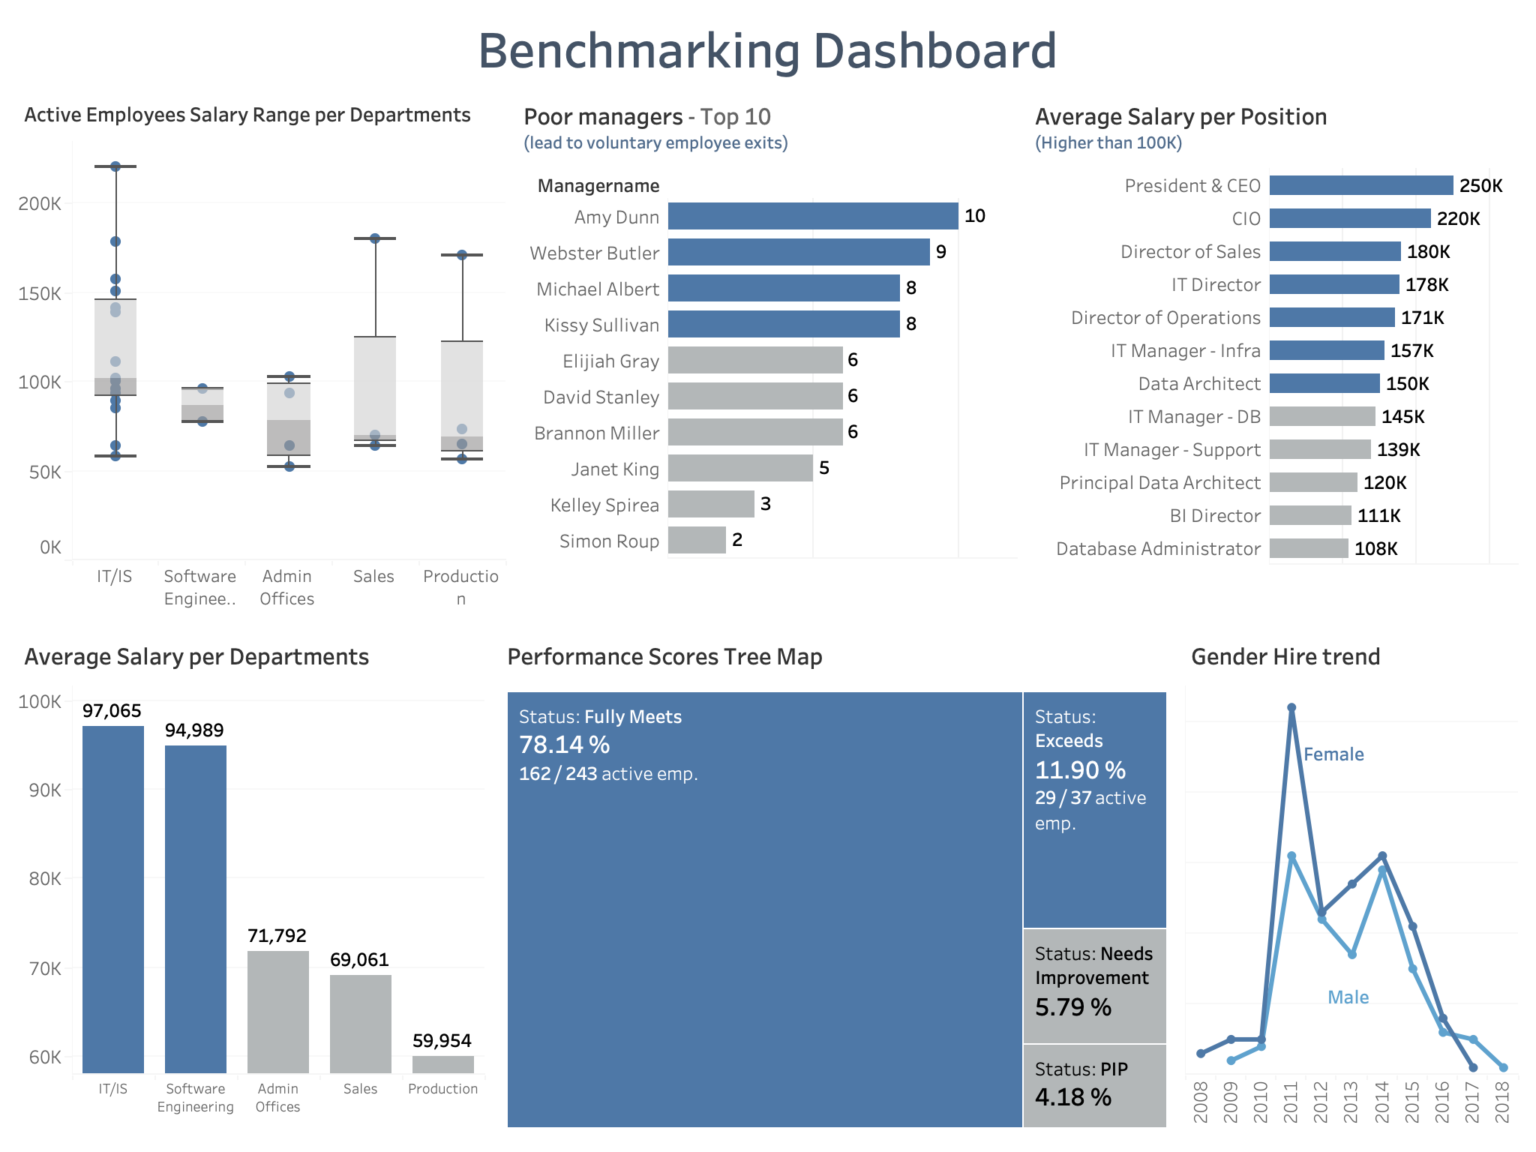 Benchmarking Dashboard
Active Employees Salary Range per Departments
200K
150K
100K
50K
0K
IT/IS
Software
Enginee..
Admin
Offices
Sales
Productio
n
Poor managers - Top 10
(lead to voluntary employee exits)
Managername
Amy Dunn 10
Webster Butler 9
Michael Albert 8
Kissy Sullivan 8
Elijiah Gray 6
David Stanley 6
Brannon Miller 6
Janet King 5
Kelley Spirea 3
Simon Roup 2
Average Salary per Position
(Higher than 100K)
President & CEO 250K
CIO 220K
Director of Sales 180K
IT Director 178K
Director of Operations 171K
IT Manager - Infra 157K
Data Architect 150K
IT Manager - DB 145K
IT Manager - Support 139K
Principal Data Architect 120K
BI Director 111K
Database Administrator 108K
Average Salary per Departments
100K
90K
80K
70K
60K
97,065
94,989
71,792
69,061
59,954
IT/IS
Software
Engineering
Admin
Offices
Sales
Production
Performance Scores Tree Map
Status: Fully Meets
78.14 %
162 / 243 active emp.
Status:
Exceeds
11.90 %
29 / 37 active
emp.
Status: Needs
Improvement
5.79 %
Status: PIP
4.18 %
Gender Hire trend
Female
Male
2008
2009
2010
2011
2012
2013
2014
2015
2016
2017
2018